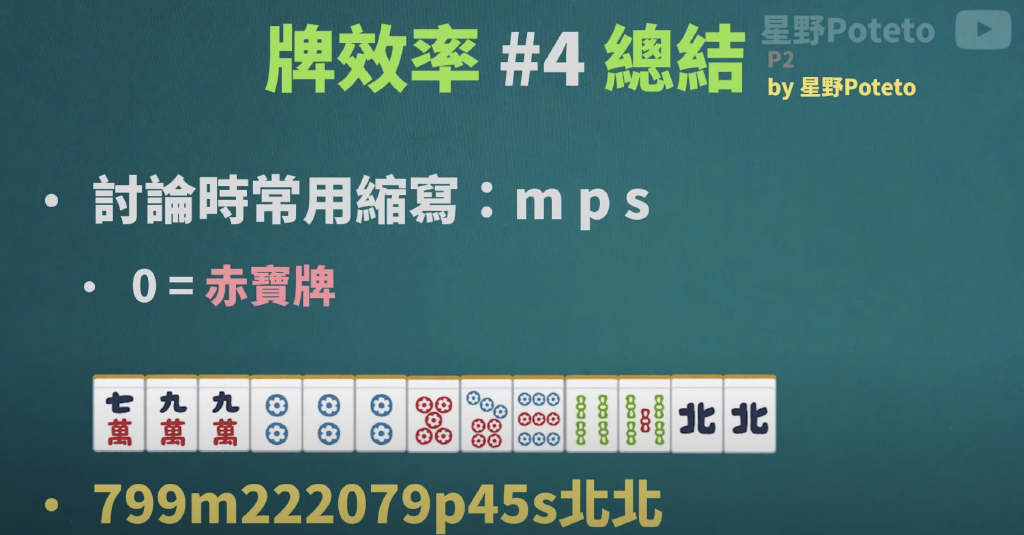 牌效率 #4 總結
星野Poteto
P2
by 星野Poteto
• 討論時常用縮寫：m p s
• 0 = 赤寶牌
七萬 九萬 九萬 北 北
• 799m222079p45s北北